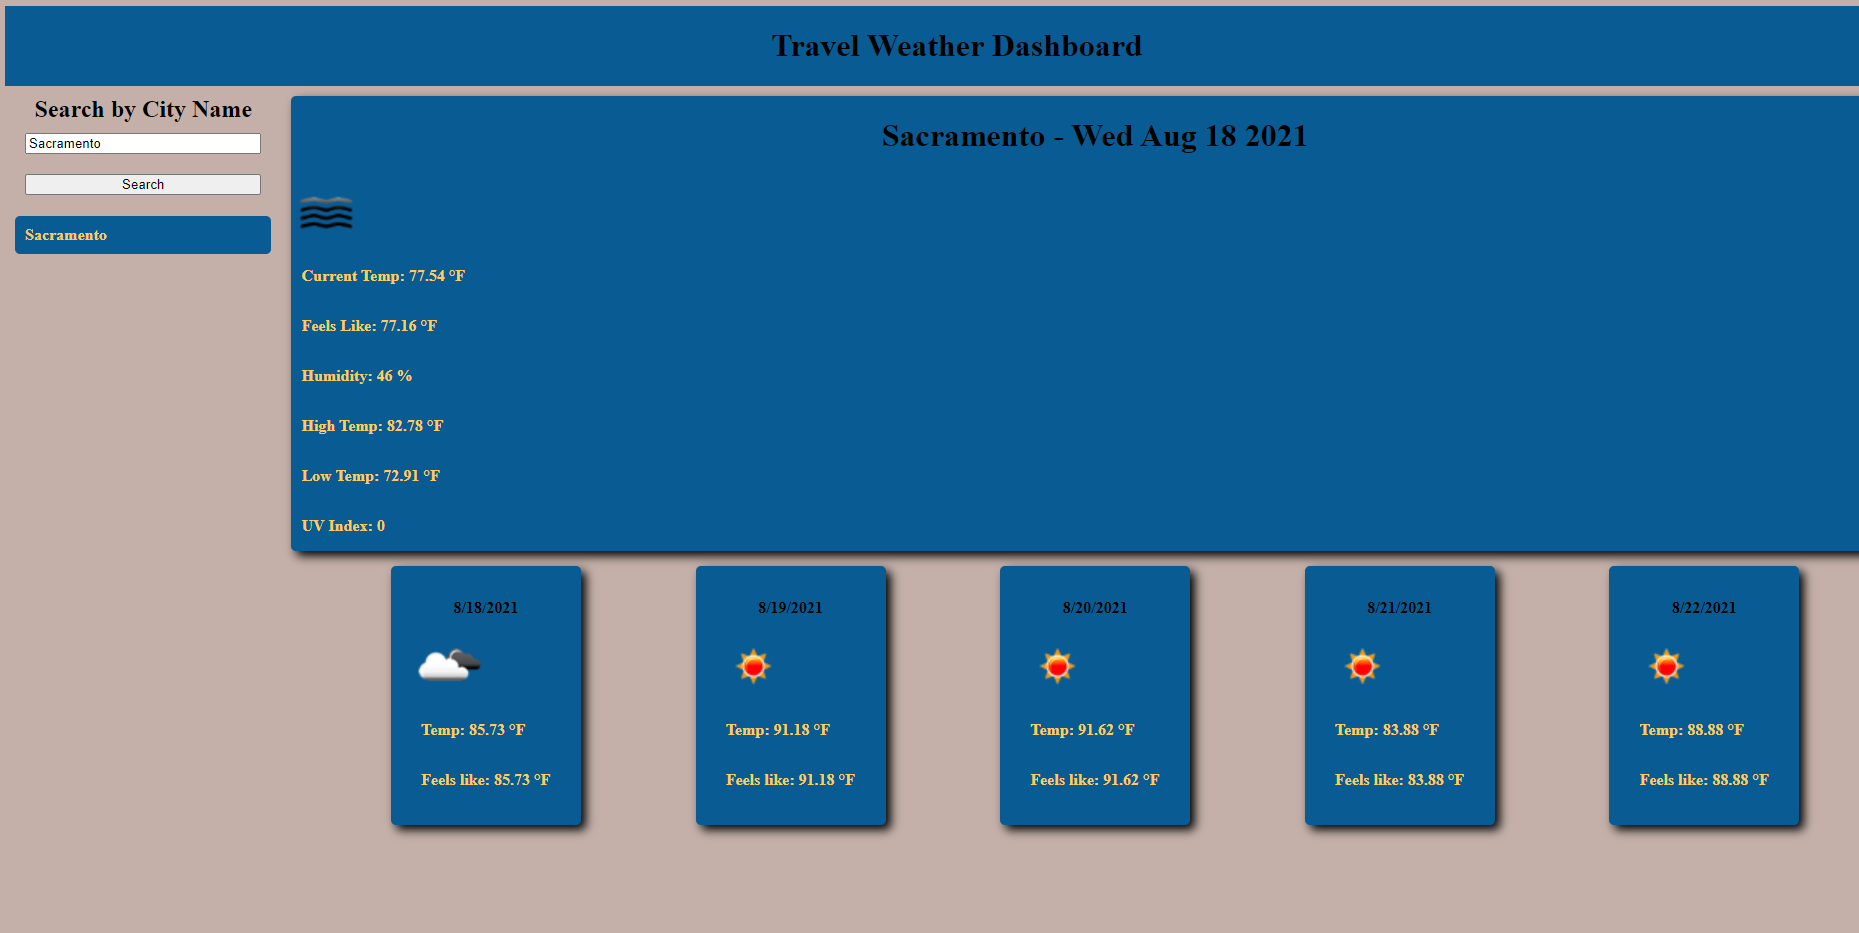 Travel Weather Dashboard
Search by City Name
Sacramento
Search
Sacramento
Sacramento - Wed Aug 18 2021
Current Temp: 77.54 °F
Feels Like: 77.16 °F
Humidity: 46 %
High Temp: 82.78 °F
Low Temp: 72.91 °F
UV Index: 0
8/18/2021
Temp: 85.73 °F
Feels like: 85.73 °F
8/19/2021
Temp: 91.18 °F
Feels like: 91.18 °F
8/20/2021
Temp: 91.62 °F
Feels like: 91.62 °F
8/21/2021
Temp: 83.88 °F
Feels like: 83.88 °F
8/22/2021
Temp: 88.88 °F
Feels like: 88.88 °F